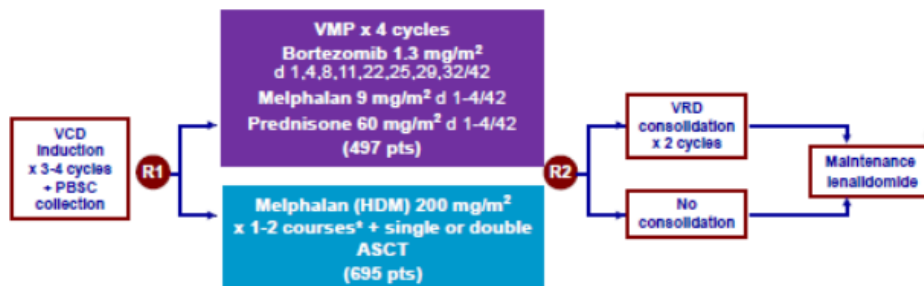 VCD
induction
x 3-4 cycles
+ PBSC
collection
R1
VMP x 4 cycles
Bortezomib 1.3 mg/m²
d 1,4,8,11,22,25,29,32/42
Melphalan 9 mg/m² d 1-4/42
Prednisone 60 mg/m² d 1-4/42
(497 pts)
Melphalan (HDM) 200 mg/m²
x 1-2 courses* + single or double
ASCT
(695 pts)
R2
VRD
consolidation
x 2 cycles
No
consolidation
Maintenance
lenalidomide